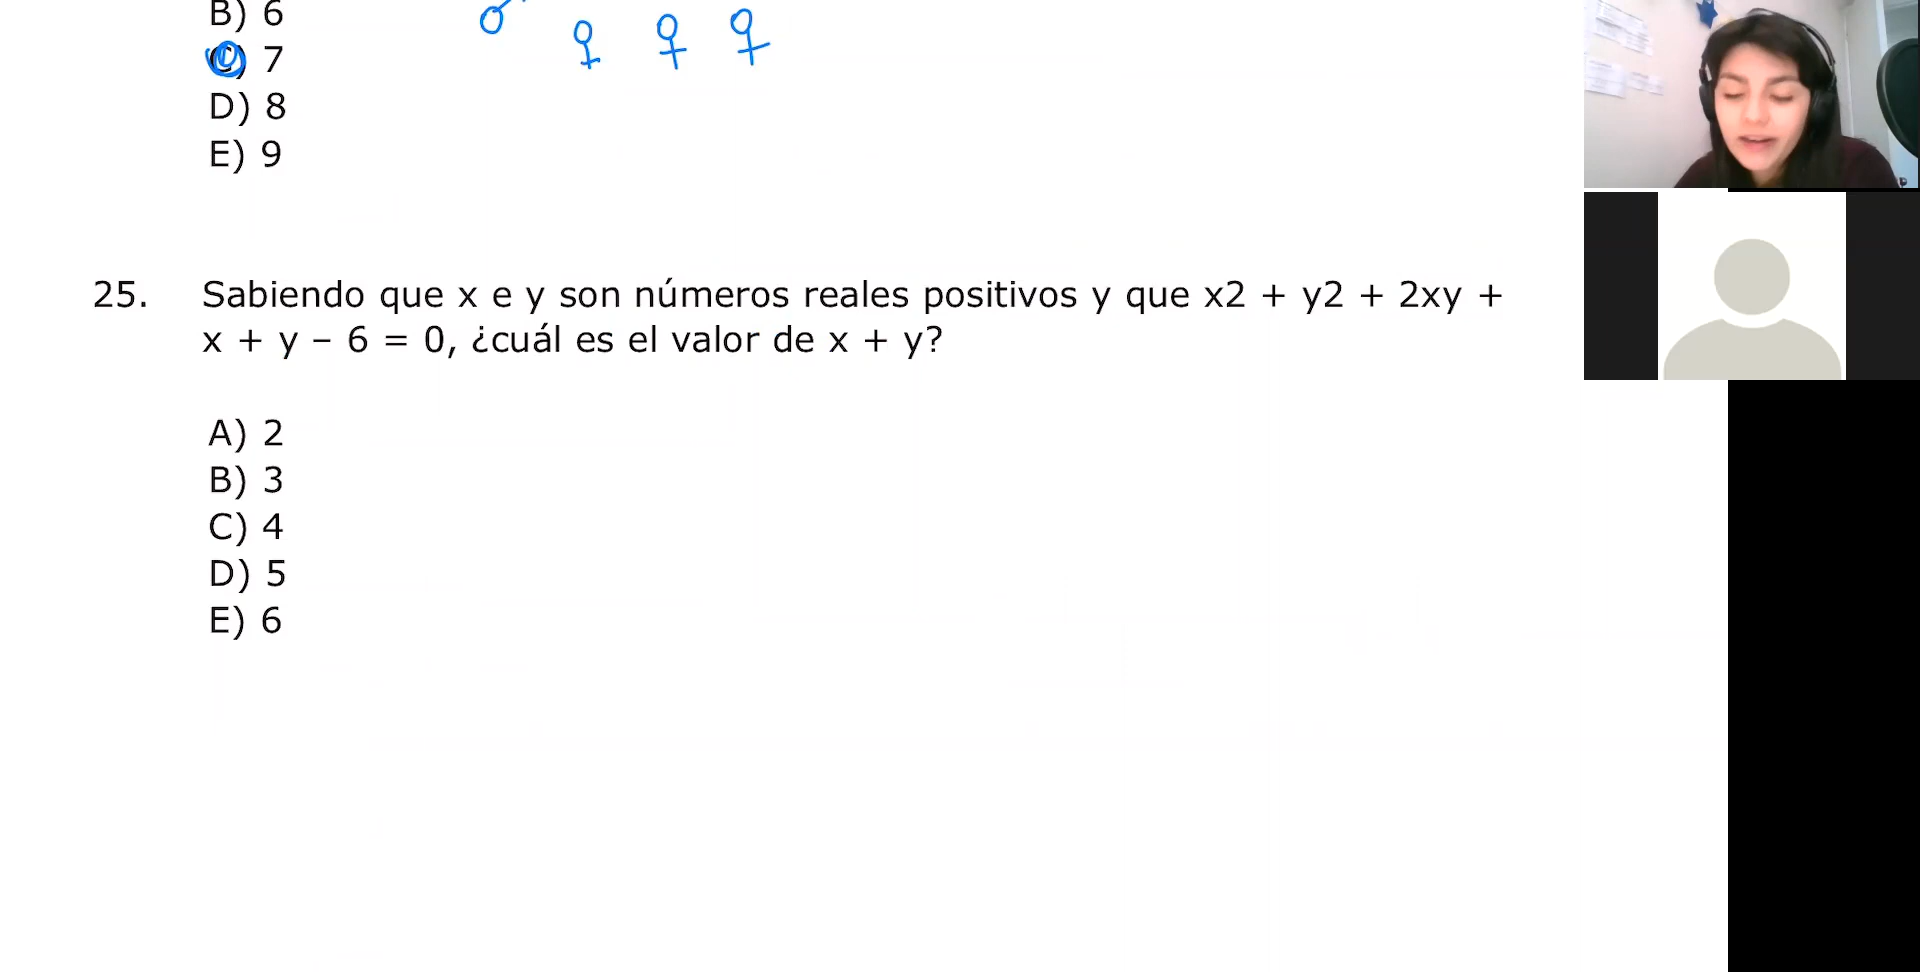 B) 6
C) 7
D) 8
E) 9
25. Sabiendo que x e y son números reales positivos y que x2 + y2 + 2xy +
x + y – 6 = 0, ¿cuál es el valor de x + y?
A) 2
B) 3
C) 4
D) 5
E) 6